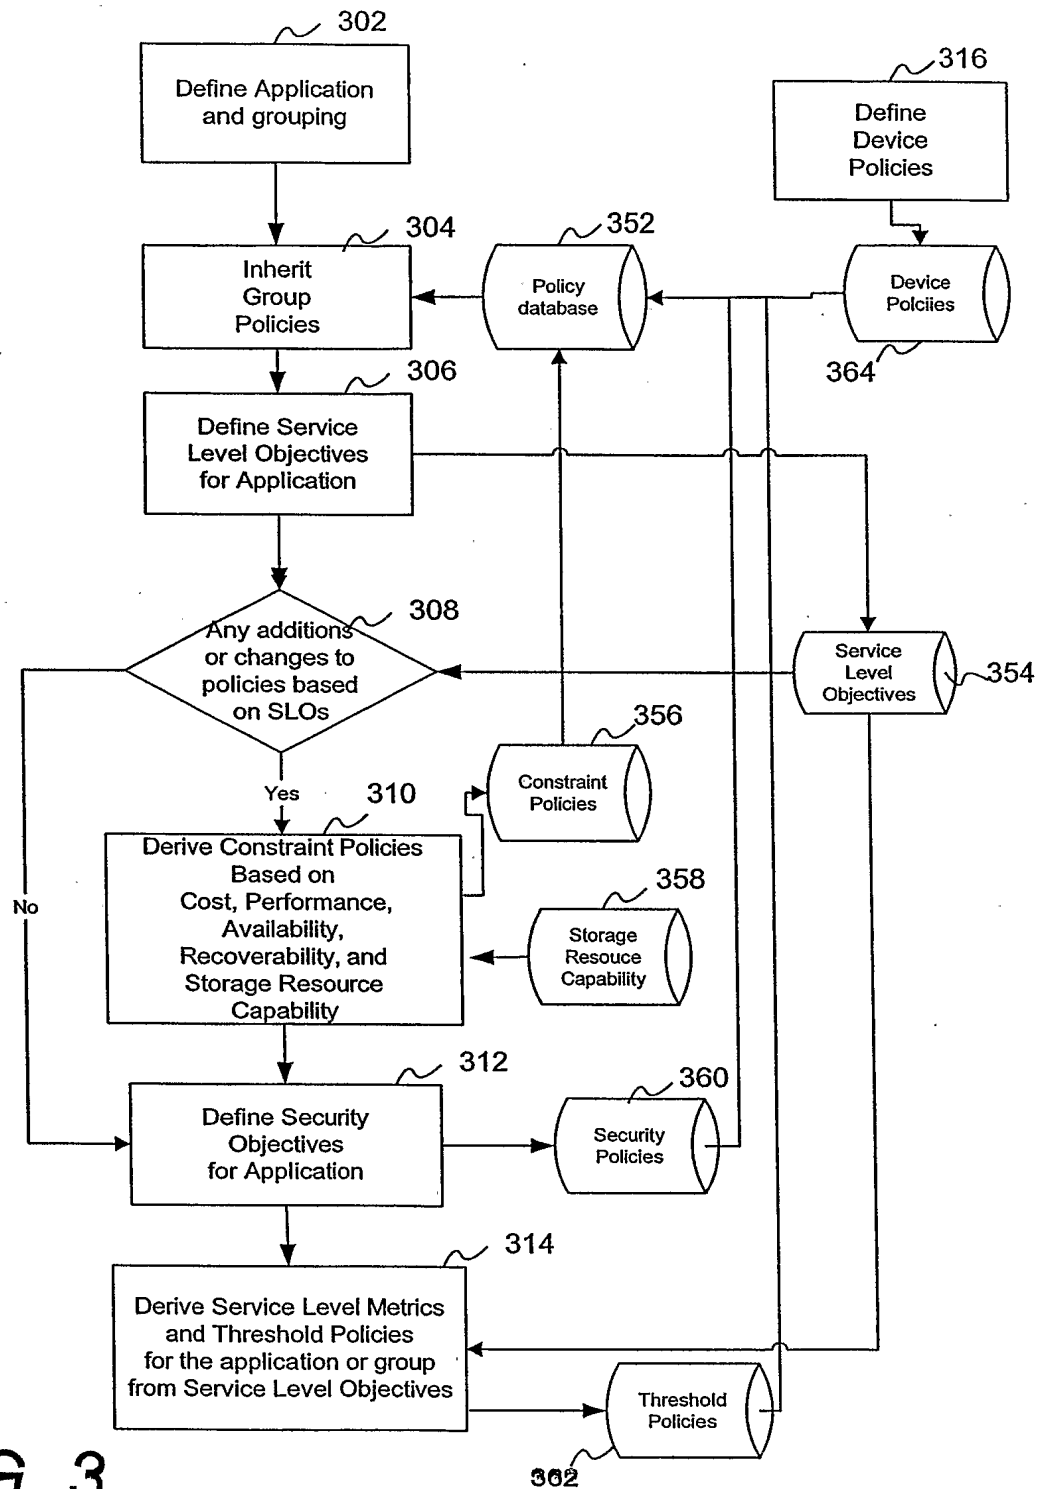 302
Define Application
and grouping
316
Define
Device
Policies
304
Inherit
Group
Policies
352
Policy
database
Device
Polciies
364
306
Define Service
Level Objectives
for Application
308
Any additions
or changes to
policies based
on SLOs
Service
Level
Objectives
354
356
Constraint
Policies
Yes
310
Derive Constraint Policies
Based on
Cost, Performance,
Availability,
Recoverability, and
Storage Resource
Capability
No
358
Storage
Resouce
Capability
312
Define Security
Objectives
for Application
360
Security
Policies
314
Derive Service Level Metrics
and Threshold Policies
for the application or group
from Service Level Objectives
Threshold
Policies
362
3